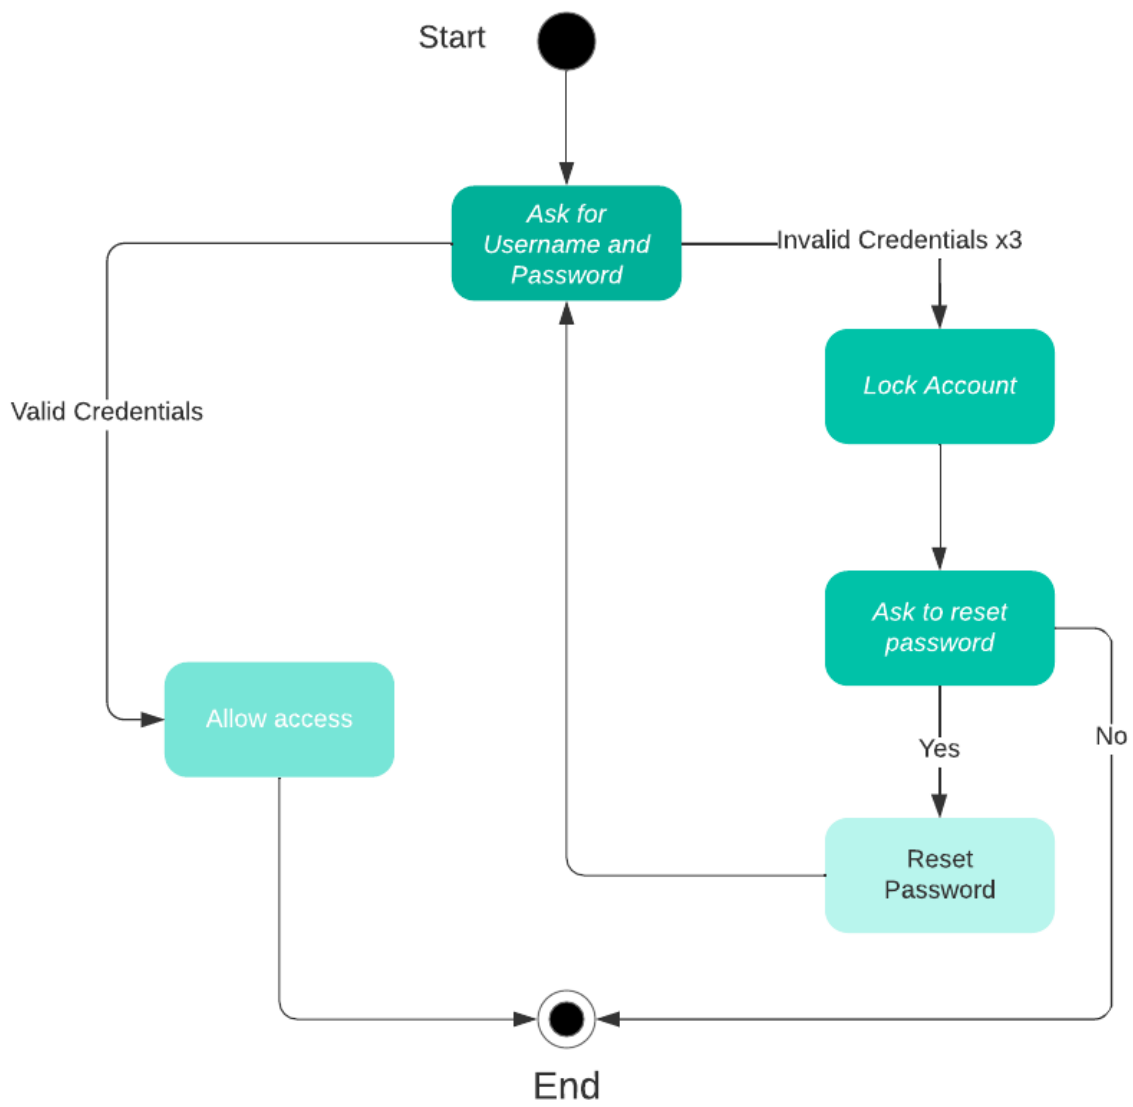 Start
Ask for
Username and
Password
Invalid Credentials x3
Lock Account
Valid Credentials
Ask to reset
password
Allow access
Yes
No
Reset
Password
End